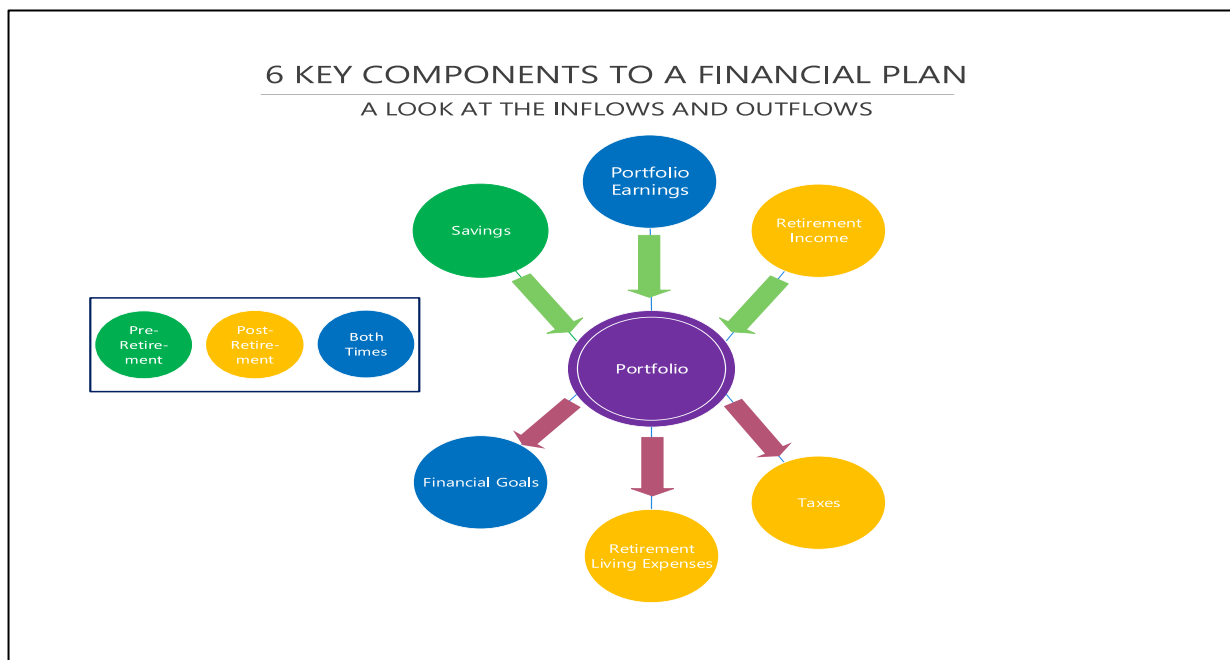 6 KEY COMPONENTS TO A FINANCIAL PLAN
A LOOK AT THE INFLOWS AND OUTFLOWS
Portfolio
Earnings
Savings
Retirement
Income
Pre-
Retire-
ment
Post-
Retire-
ment
Both
Times
Portfolio
Financial Goals
Taxes
Retirement
Living Expenses